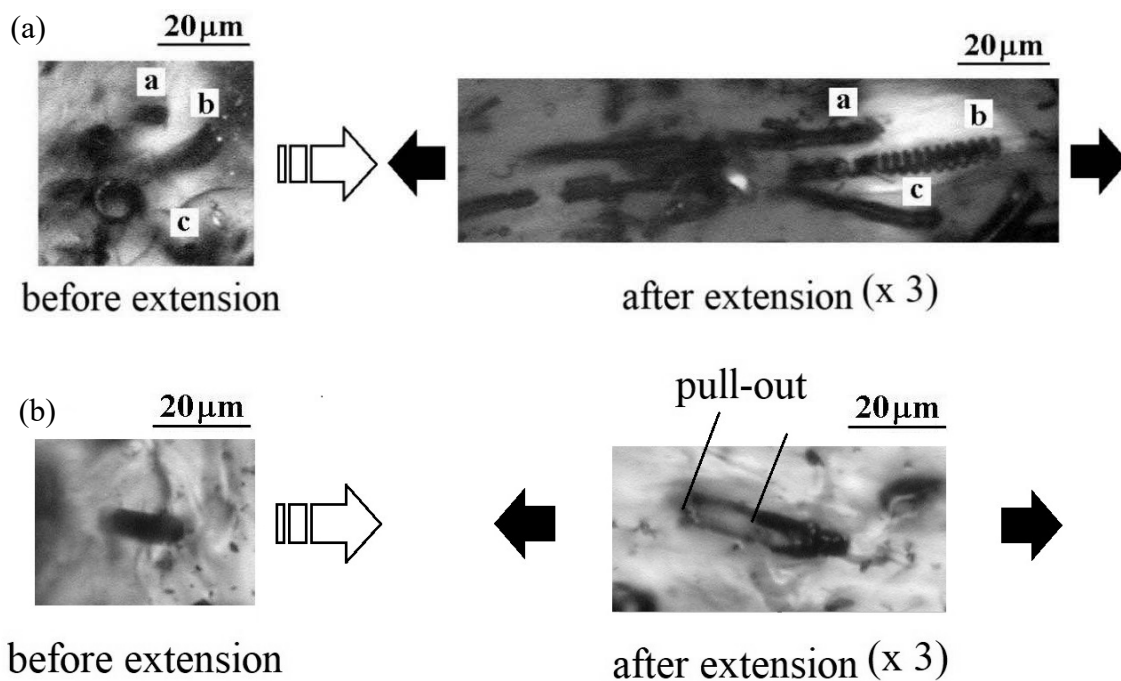 (a)
20μm
20μm
a
b
c
a
b
c
before extension
after extension (x 3)
(b)
20μm
pull-out
20μm
before extension
after extension (x 3)